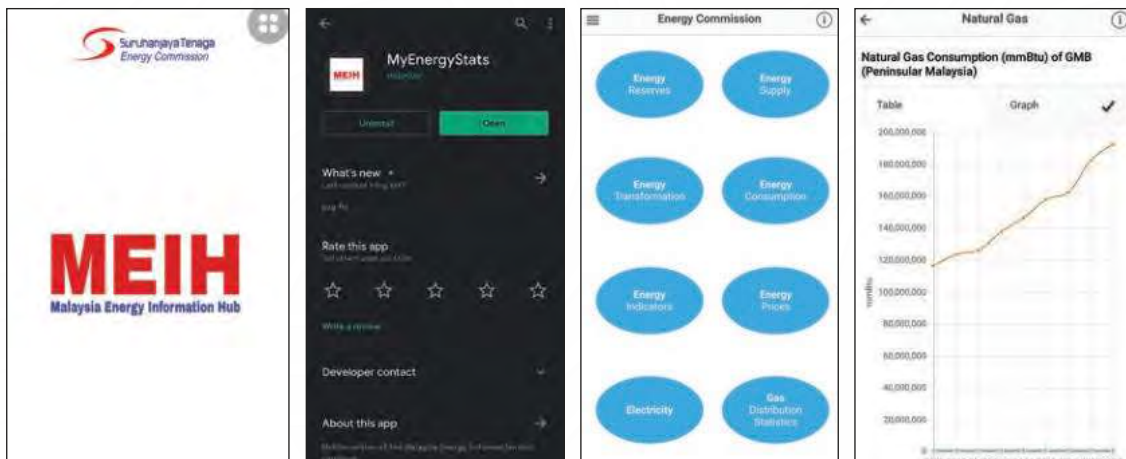 Suruhanjaya Tenaga
Energy Commission
MEIH
Malaysia Energy Information Hub
MEIH
MyEnergyStats
Uninstall
Open
What's new •
Rate this app
Write a review
Developer contact
About this app
Energy Commission
Energy
Reserves
Energy
Supply
Energy
Transformation
Energy
Consumption
Energy
Indicators
Energy
Prices
Electricity
Gas
Distribution
Statistics
Natural Gas
Natural Gas Consumption (mmBtu) of GMB
(Peninsular Malaysia)
Table
Graph
200,000,000
180,000,000
160,000,000
140,000,000
120,000,000
100,000,000
80,000,000
60,000,000
40,000,000
20,000,000
0
mmBtu